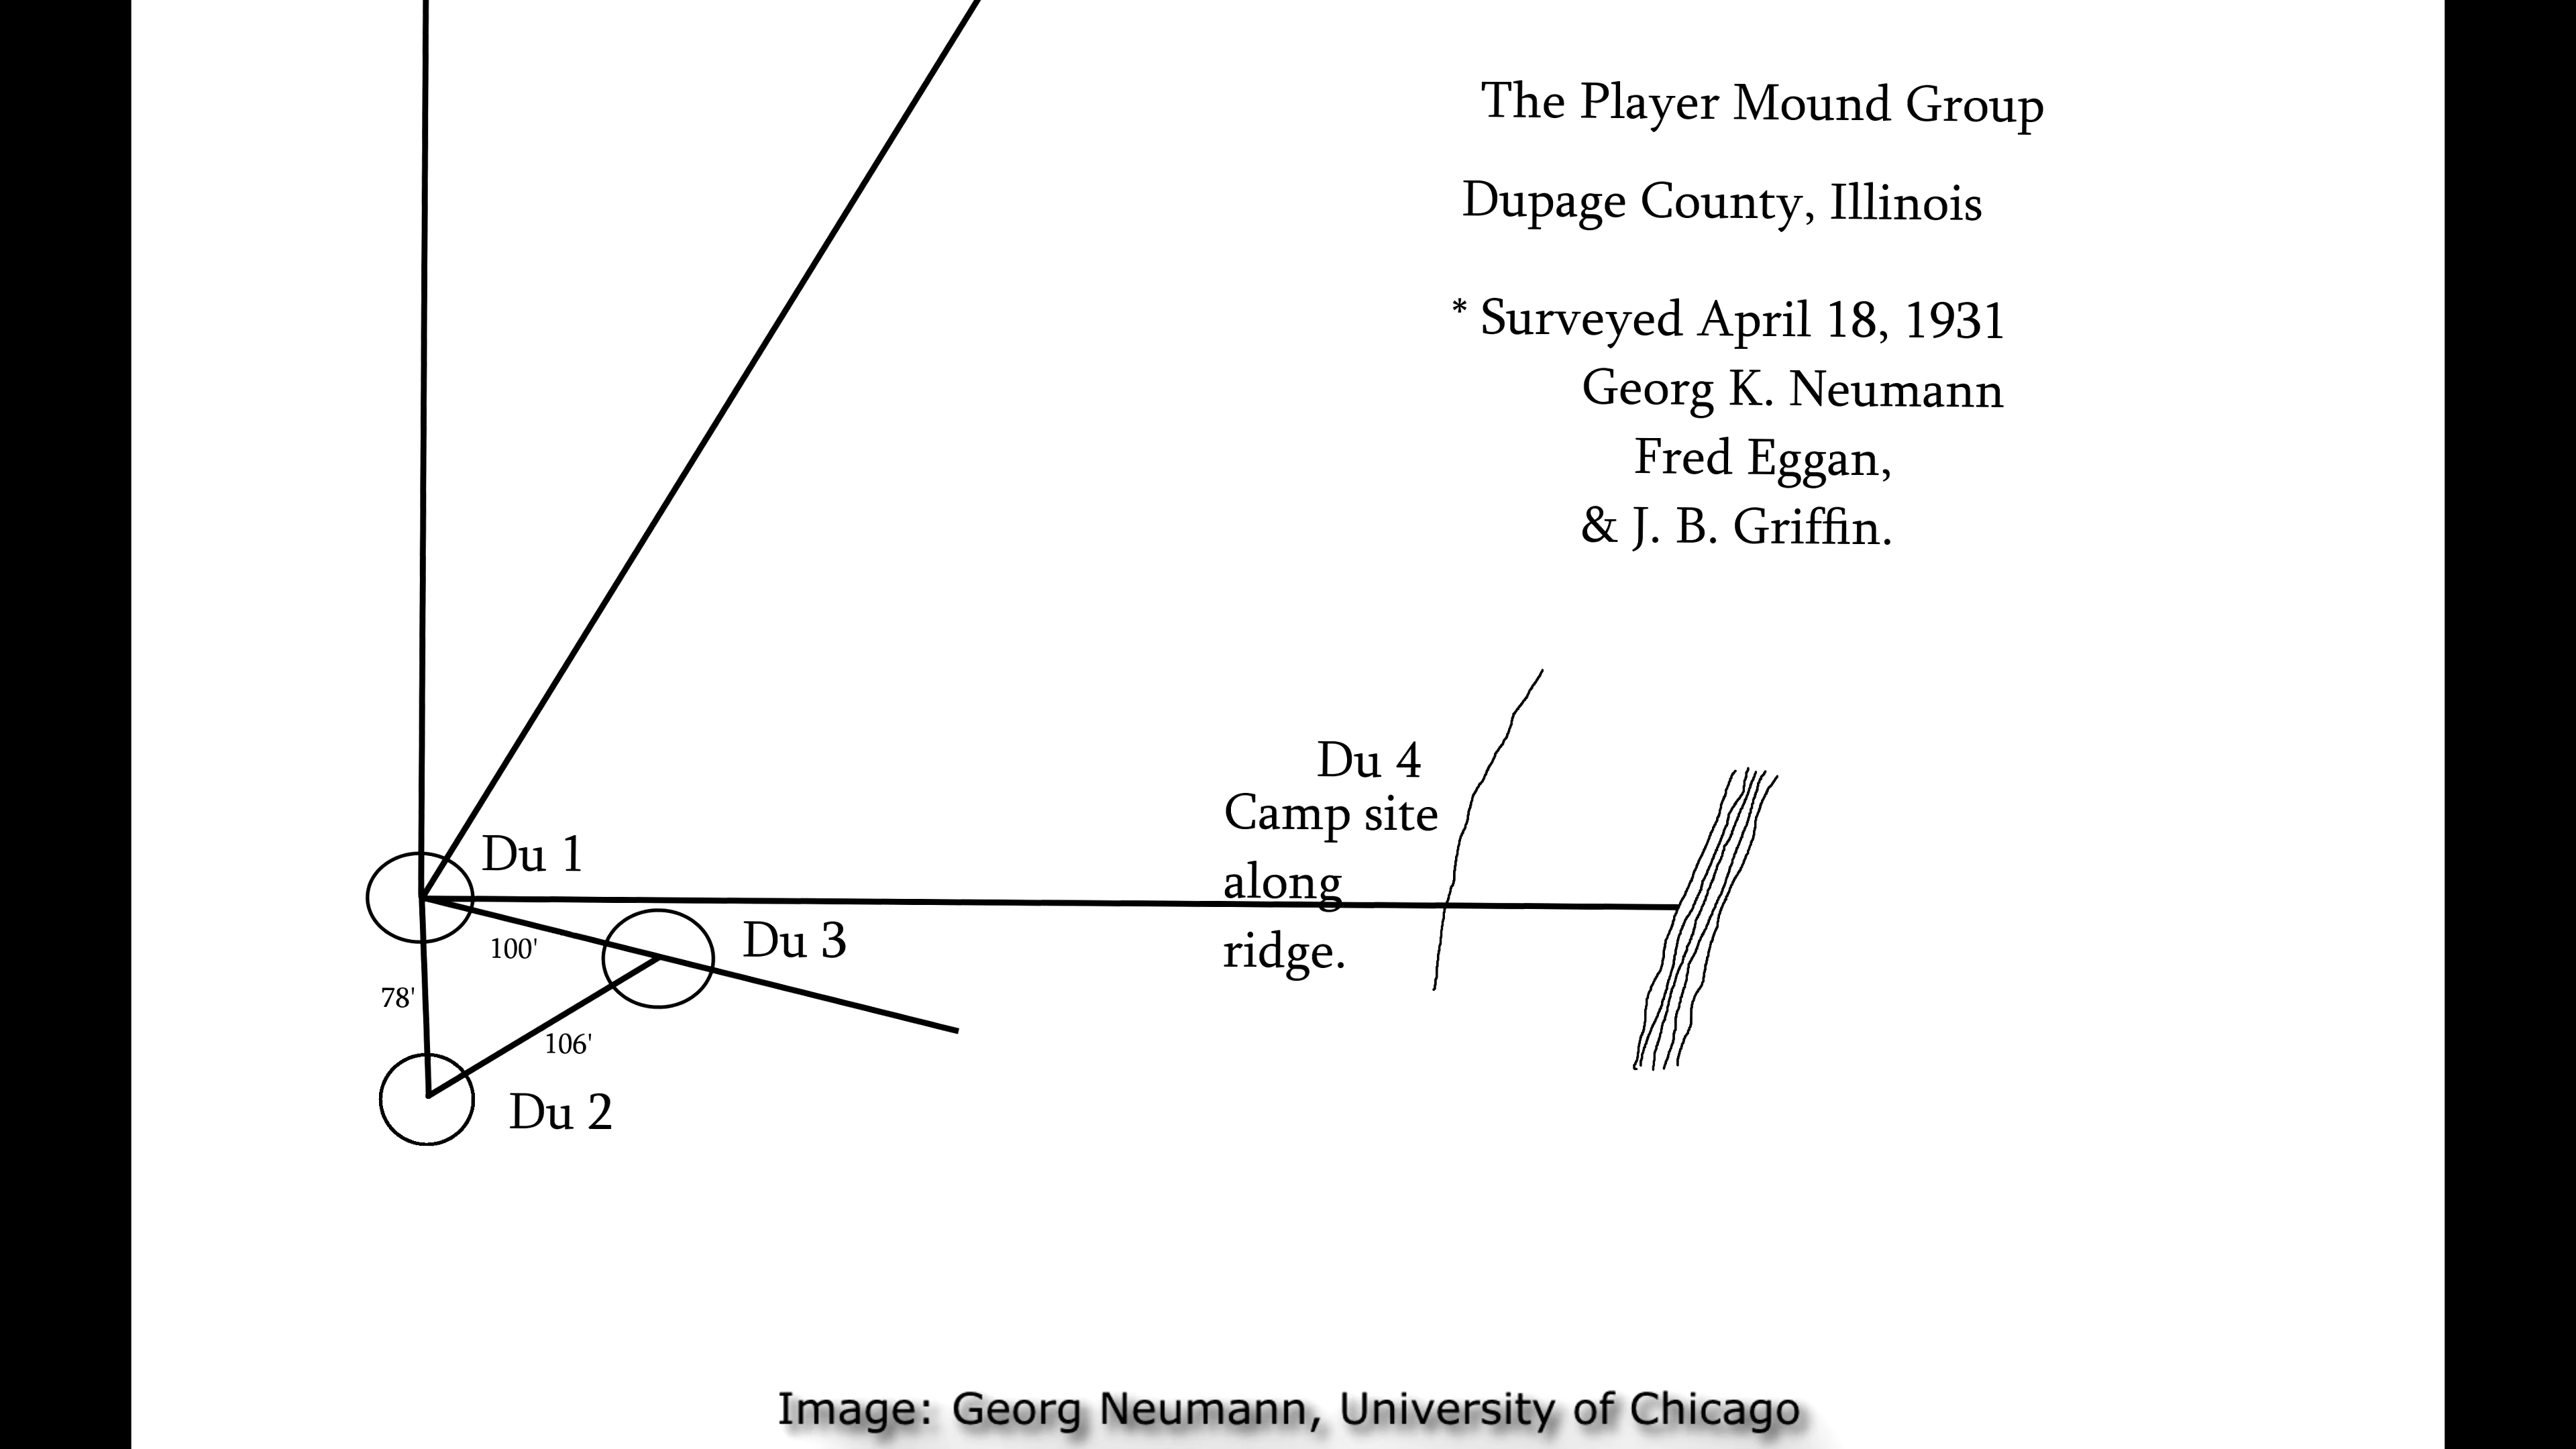 The Player Mound Group
Dupage County, Illinois
* Surveyed April 18, 1931
Georg K. Neumann
Fred Eggan,
& J. B. Griffin.
Du 4
Camp site
along
ridge.
Du 1
Du 3
100'
78'
106'
Du 2
Image: Georg Neumann, University of Chicago